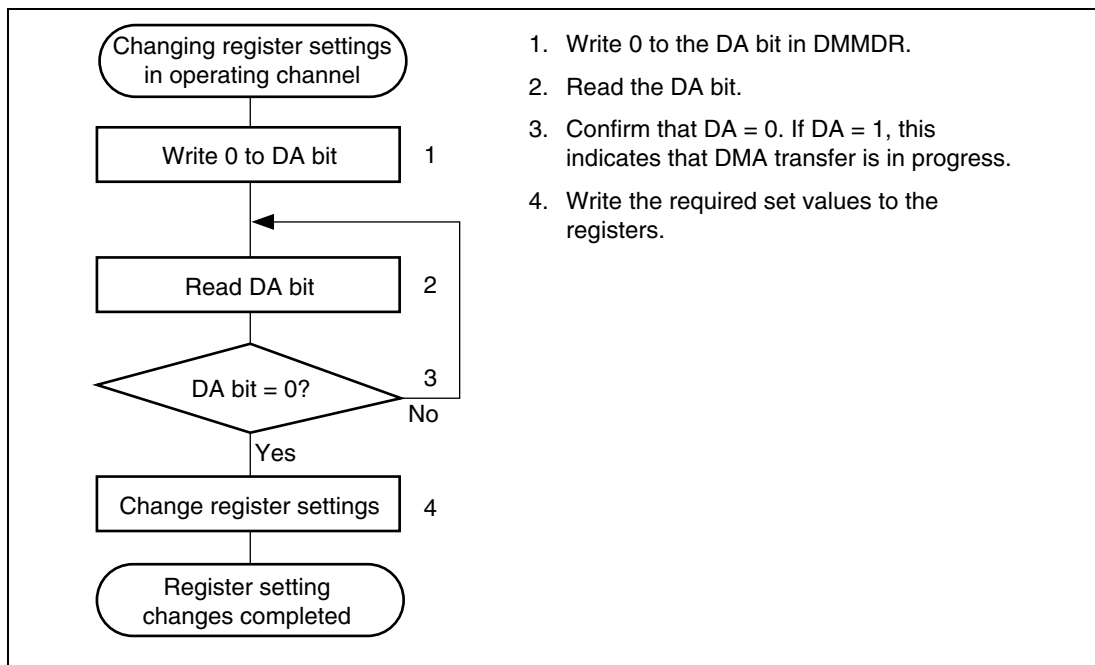 Changing register settings
in operating channel
Write 0 to DA bit
1
Read DA bit
2
DA bit = 0?
3
No
Yes
Change register settings
4
Register setting
changes completed
1. Write 0 to the DA bit in DMMDR.
2. Read the DA bit.
3. Confirm that DA = 0. If DA = 1, this
indicates that DMA transfer is in progress.
4. Write the required set values to the
registers.